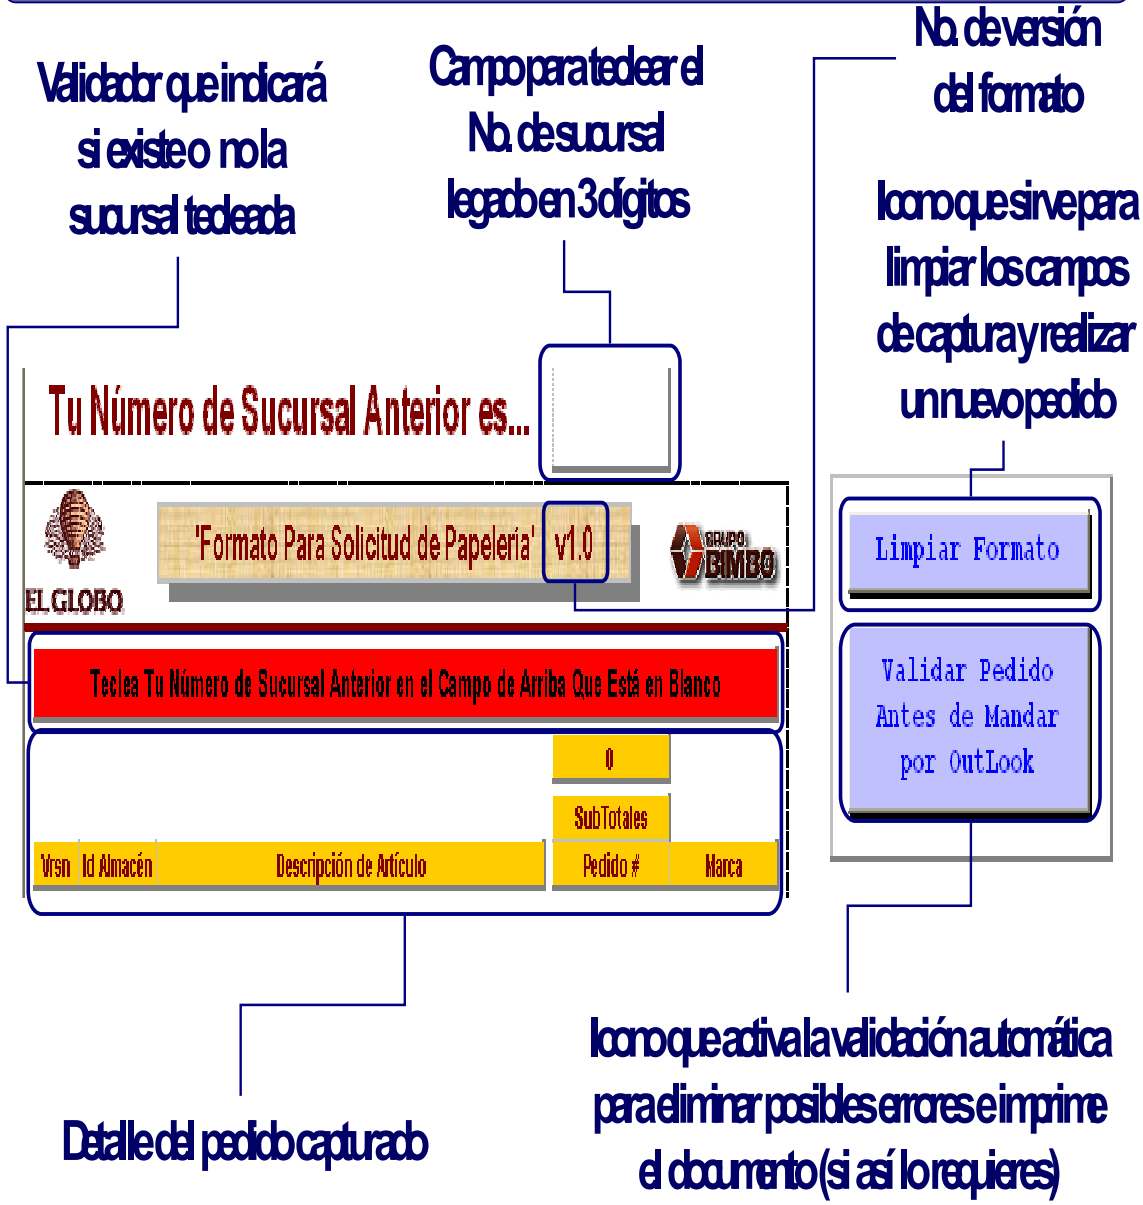 Validador que indicará
si existe o no la
sucursal tecleada
Campo para teclear el
No. de sucursal
legado en 3 dígitos
No. de versión
del formato
Icono que sirve para
limpiar los campos
de captura y realizar
un nuevo pedido
Tu Número de Sucursal Anterior es...
EL GLOBO
'Formato Para Solicitud de Papelería' v1.0
GRUPO
BIMBO
Limpiar Formato
Teclea Tu Número de Sucursal Anterior en el Campo de Arriba Que Está en Blanco
Validar Pedido
Antes de Mandar
por OutLook
0
SubTotales
Vrsn Id Almacén Descripción de Artículo Pedido # Marca
Icono que activa la validación automática
para eliminar posibles errores e imprime
el documento (si así lo requieres)
Detalle del pedido capturado